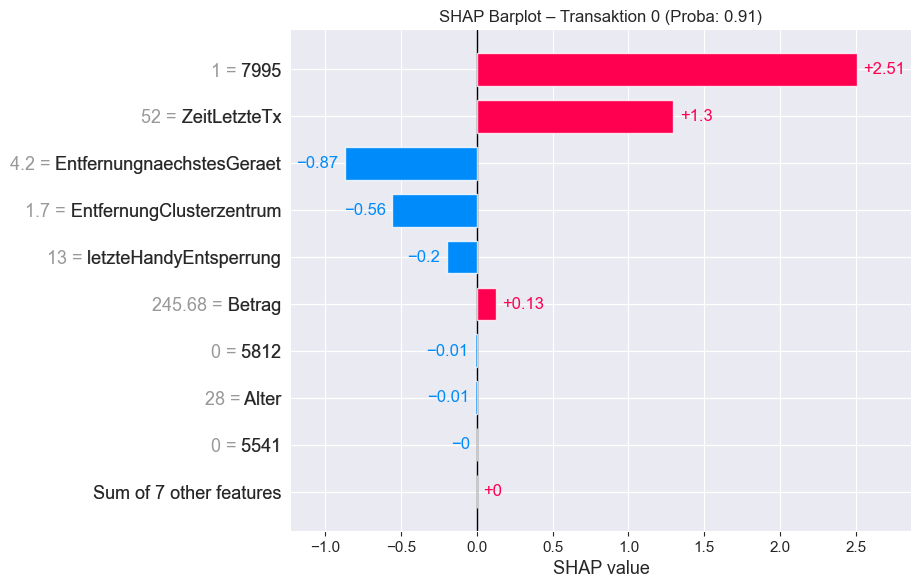 SHAP Barplot – Transaktion 0 (Proba: 0.91)
1 = 7995
+2.51
52 = ZeitLetzteTx
+1.3
4.2 = EntfernungnaechstesGeraet
−0.87
1.7 = EntfernungClusterzentrum
−0.56
13 = letzteHandyEntsperrung
−0.2
245.68 = Betrag
+0.13
0 = 5812
−0.01
28 = Alter
−0.01
0 = 5541
−0
Sum of 7 other features
+0
−1.0 −0.5 0.0 0.5 1.0 1.5 2.0 2.5
SHAP value